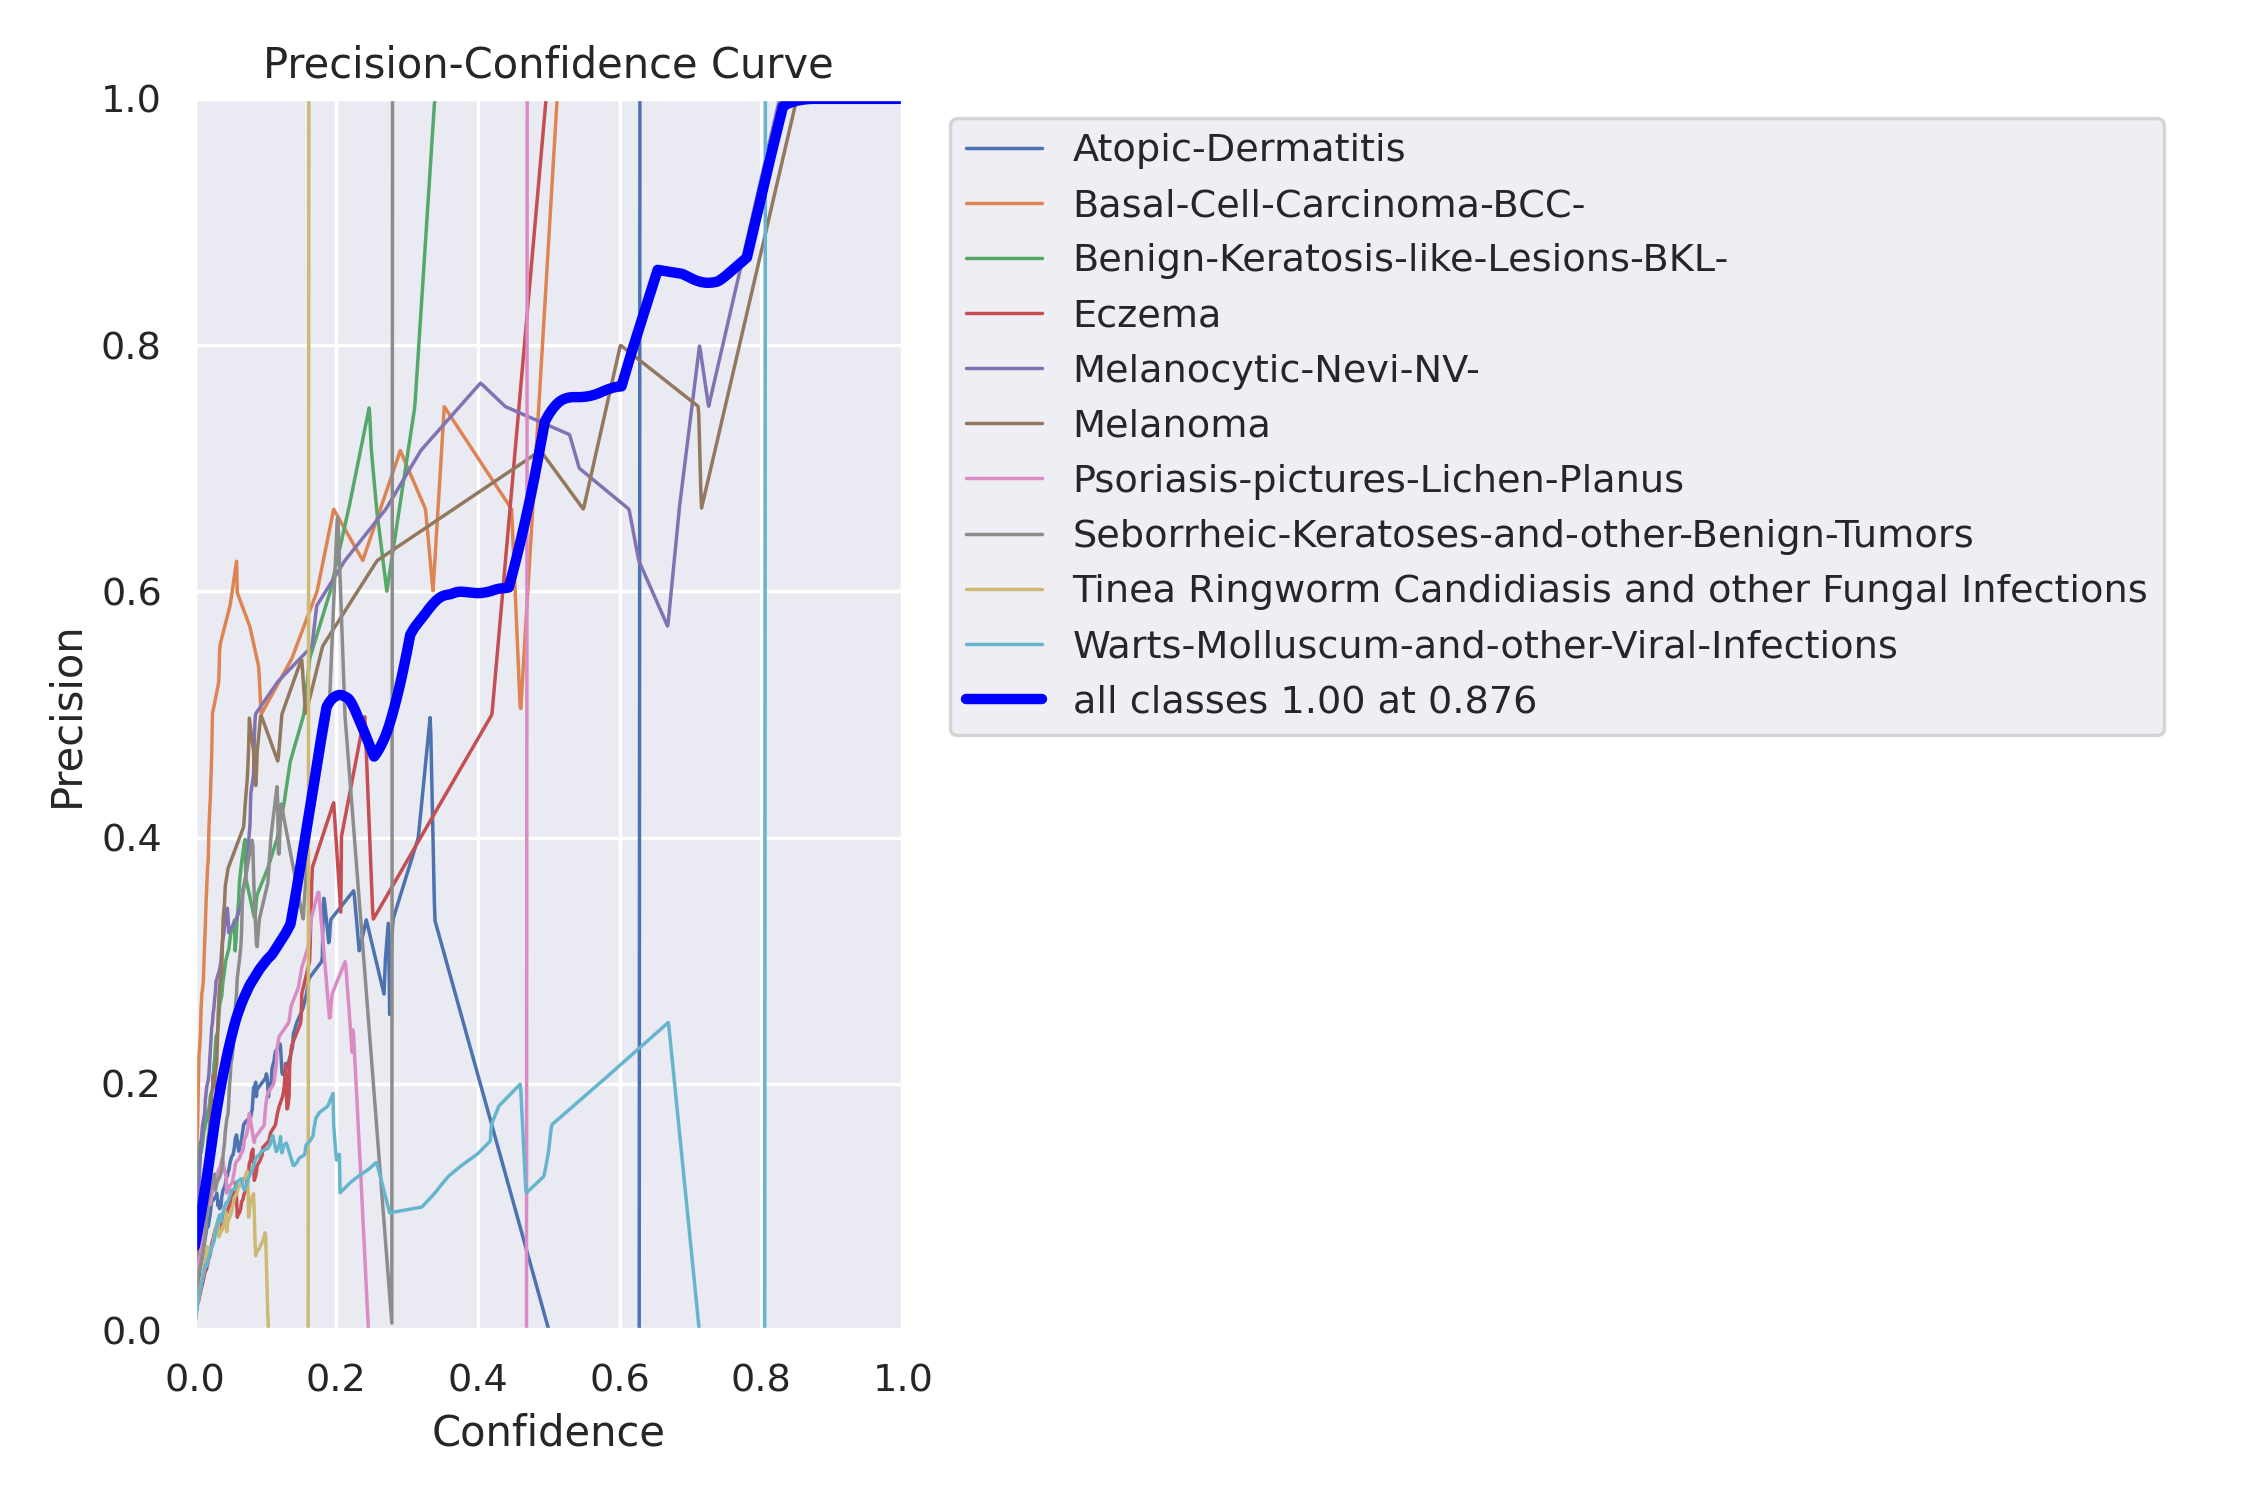 Precision-Confidence Curve
1.0
0.8
0.6
0.4
0.2
0.0
Precision
0.0 0.2 0.4 0.6 0.8 1.0
Confidence
Atopic-Dermatitis
Basal-Cell-Carcinoma-BCC-
Benign-Keratosis-like-Lesions-BKL-
Eczema
Melanocytic-Nevi-NV-
Melanoma
Psoriasis-pictures-Lichen-Planus
Seborrheic-Keratoses-and-other-Benign-Tumors
Tinea Ringworm Candidiasis and other Fungal Infections
Warts-Molluscum-and-other-Viral-Infections
all classes 1.00 at 0.876